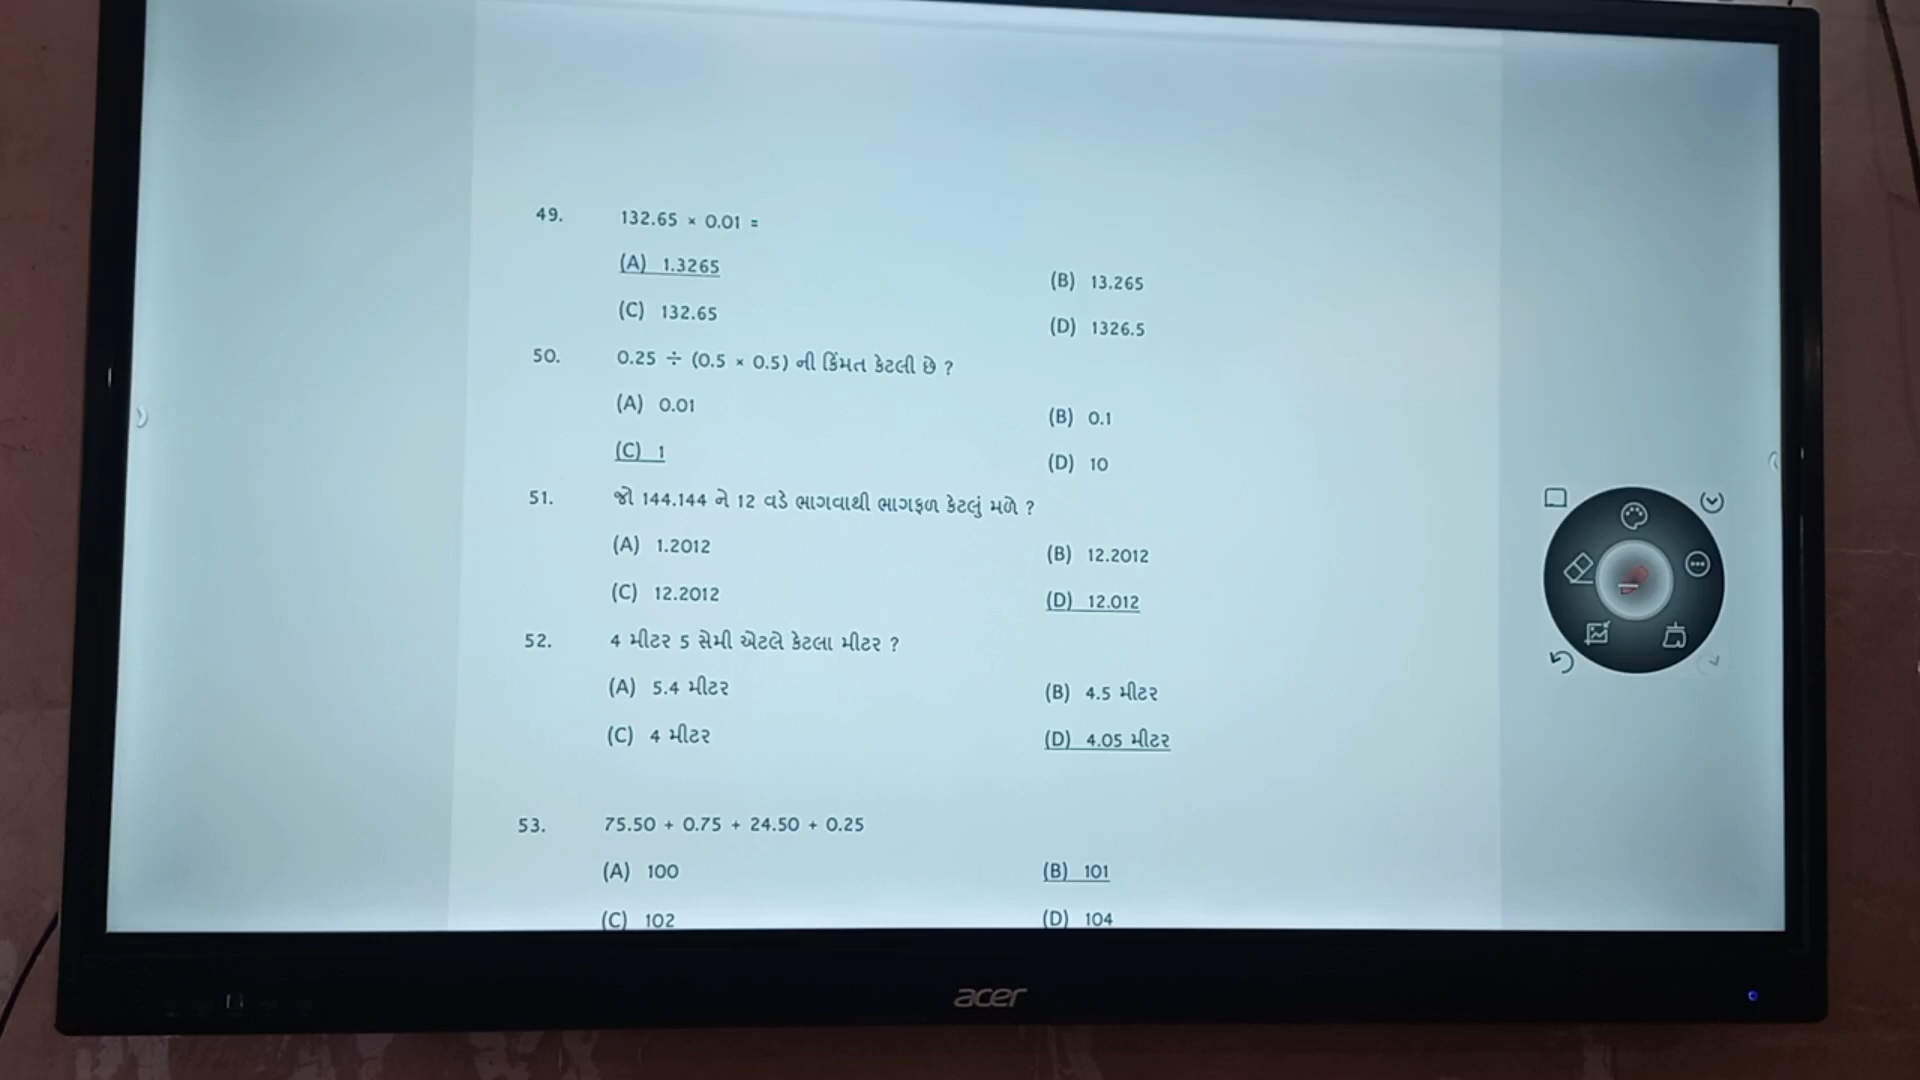 49. 132.65 × 0.01 =
(A) 1.3265 (B) 13.265
(C) 132.65 (D) 1326.5
50. 0.25 ÷ (0.5 × 0.5) ની કિંમત કેટલી છે ?
(A) 0.01 (B) 0.1
(C) 1 (D) 10
51. જો 144.144 ને 12 વડે ભાગવાથી ભાગફળ કેટલું મળે ?
(A) 1.2012 (B) 12.2012
(C) 12.2012 (D) 12.012
52. 4 મીટર 5 સેમી એટલે કેટલા મીટર ?
(A) 5.4 મીટર (B) 4.5 મીટર
(C) 4 મીટર (D) 4.05 મીટર
53. 75.50 + 0.75 + 24.50 + 0.25
(A) 100 (B) 101
(C) 102 (D) 104
acer